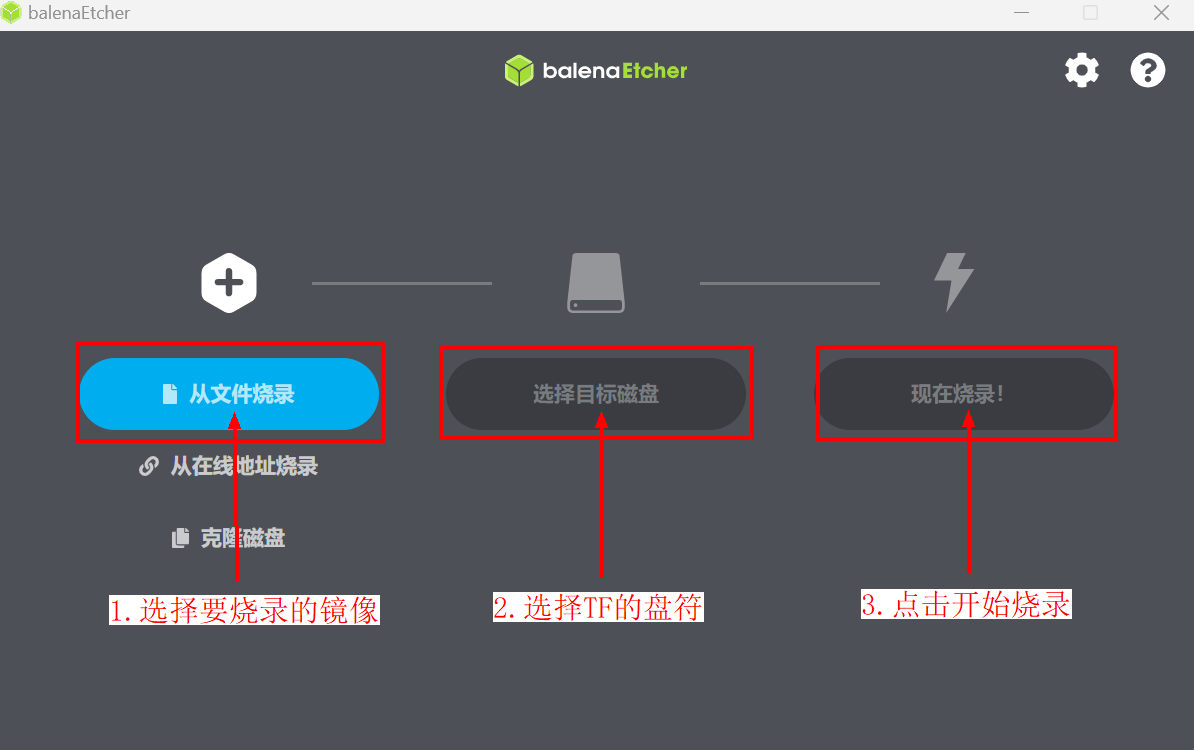 balenaEtcher
balenaEtcher
从文件烧录
选择目标磁盘
现在烧录！
从在线地址烧录
克隆磁盘
1.选择要烧录的镜像
2.选择TF的盘符
3.点击开始烧录